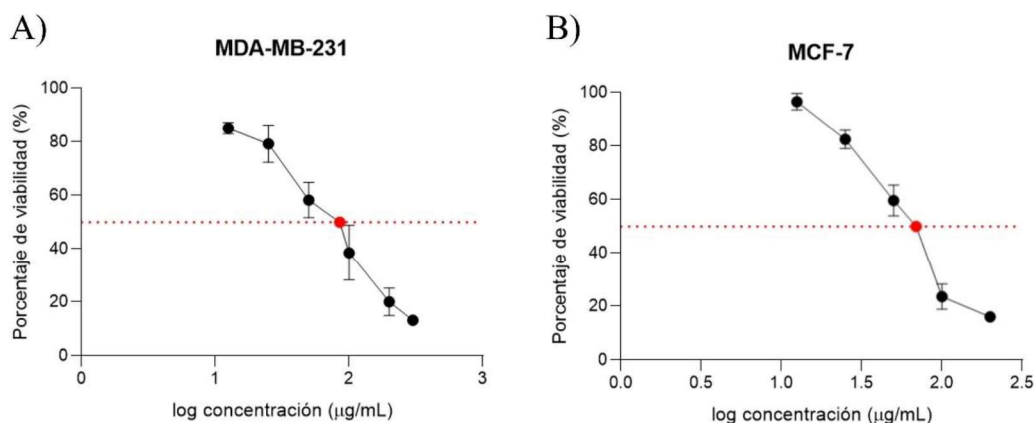 A)
MDA-MB-231
Porcentaje de viabilidad (%)
100
80
60
40
20
0
0
1
2
3
log concentración (μg/mL)
B)
MCF-7
Porcentaje de viabilidad (%)
100
80
60
40
20
0
0.0
0.5
1.0
1.5
2.0
2.5
log concentración (μg/mL)